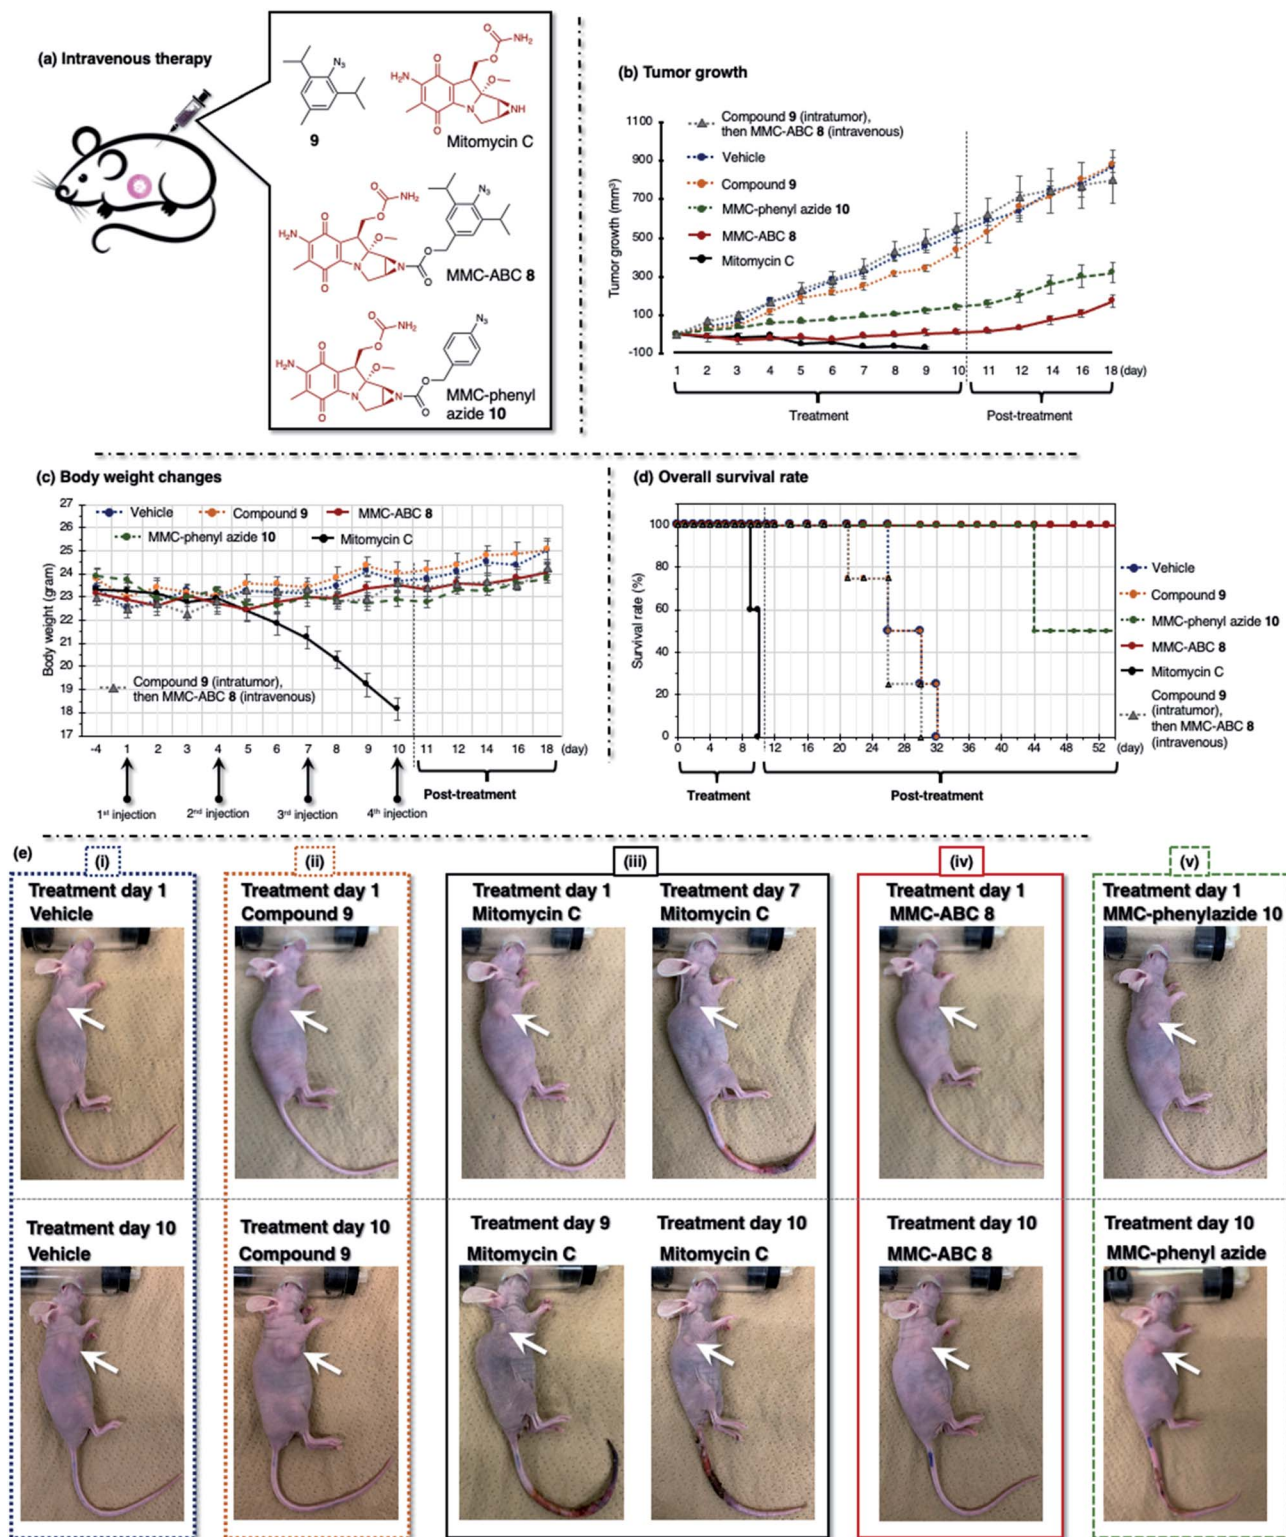 (a) Intravenous therapy
N₃
9
O
NH₂
O
O
H₂N
O
N
NH
O
Mitomycin C
O
NH₂
O
O
H₂N
O
N
N
O
O
O
N₃
MMC-ABC 8
O
NH₂
O
O
H₂N
O
N
N
O
O
O
N₃
MMC-phenyl
azide 10
(b) Tumor growth
Compound 9 (intratumor),
then MMC-ABC 8 (intravenous)
Vehicle
Compound 9
MMC-phenyl azide 10
MMC-ABC 8
Mitomycin C
Tumor growth (mm³)
1100
900
700
500
300
100
-100
1 2 3 4 5 6 7 8 9 10 11 12 14 16 18 (day)
Treatment
Post-treatment
(c) Body weight changes
Vehicle
Compound 9
MMC-ABC 8
MMC-phenyl azide 10
Mitomycin C
Compound 9 (intratumor),
then MMC-ABC 8 (intravenous)
Body weight (gram)
27
26
25
24
23
22
21
20
19
18
17
-4 1 2 3 4 5 6 7 8 9 10 11 12 14 16 18 (day)
1st injection
2nd injection
3rd injection
4th injection
Post-treatment
(d) Overall survival rate
Survival rate (%)
100
80
60
40
20
0
0 4 8 12 16 20 24 28 32 36 40 44 48 52 (day)
Treatment
Post-treatment
Vehicle
Compound 9
MMC-phenyl azide 10
MMC-ABC 8
Mitomycin C
Compound 9
(intratumor),
then MMC-ABC 8
(intravenous)
(e)
(i)
Treatment day 1
Vehicle
Treatment day 10
Vehicle
(ii)
Treatment day 1
Compound 9
Treatment day 10
Compound 9
(iii)
Treatment day 1
Mitomycin C
Treatment day 7
Mitomycin C
Treatment day 9
Mitomycin C
Treatment day 10
Mitomycin C
(iv)
Treatment day 1
MMC-ABC 8
Treatment day 10
MMC-ABC 8
(v)
Treatment day 1
MMC-phenylazide 10
Treatment day 10
MMC-phenyl azide
10